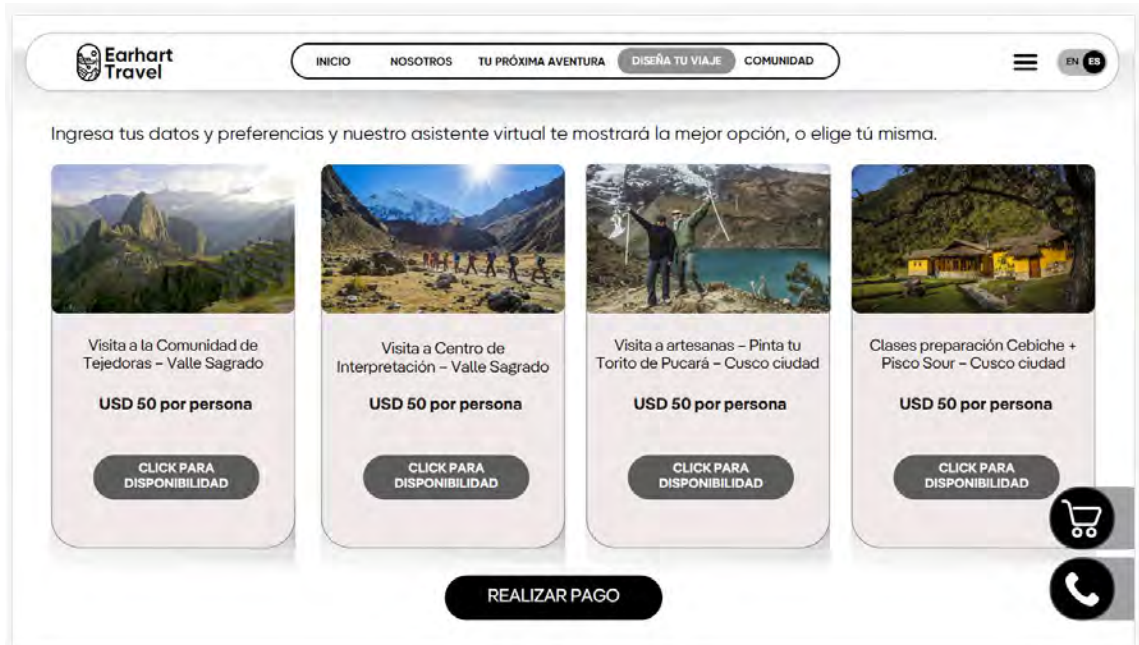 Earhart
Travel
INICIO NOSOTROS TU PRÓXIMA AVENTURA DISEÑA TU VIAJE COMUNIDAD
EN ES
Ingresa tus datos y preferencias y nuestro asistente virtual te mostrará la mejor opción, o elige tú misma.
Visita a la Comunidad de
Tejedoras – Valle Sagrado
USD 50 por persona
CLICK PARA
DISPONIBILIDAD
Visita a Centro de
Interpretación – Valle Sagrado
USD 50 por persona
CLICK PARA
DISPONIBILIDAD
Visita a artesanas – Pinta tu
Torito de Pucará – Cusco ciudad
USD 50 por persona
CLICK PARA
DISPONIBILIDAD
Clases preparación Cebiche +
Pisco Sour – Cusco ciudad
USD 50 por persona
CLICK PARA
DISPONIBILIDAD
REALIZAR PAGO